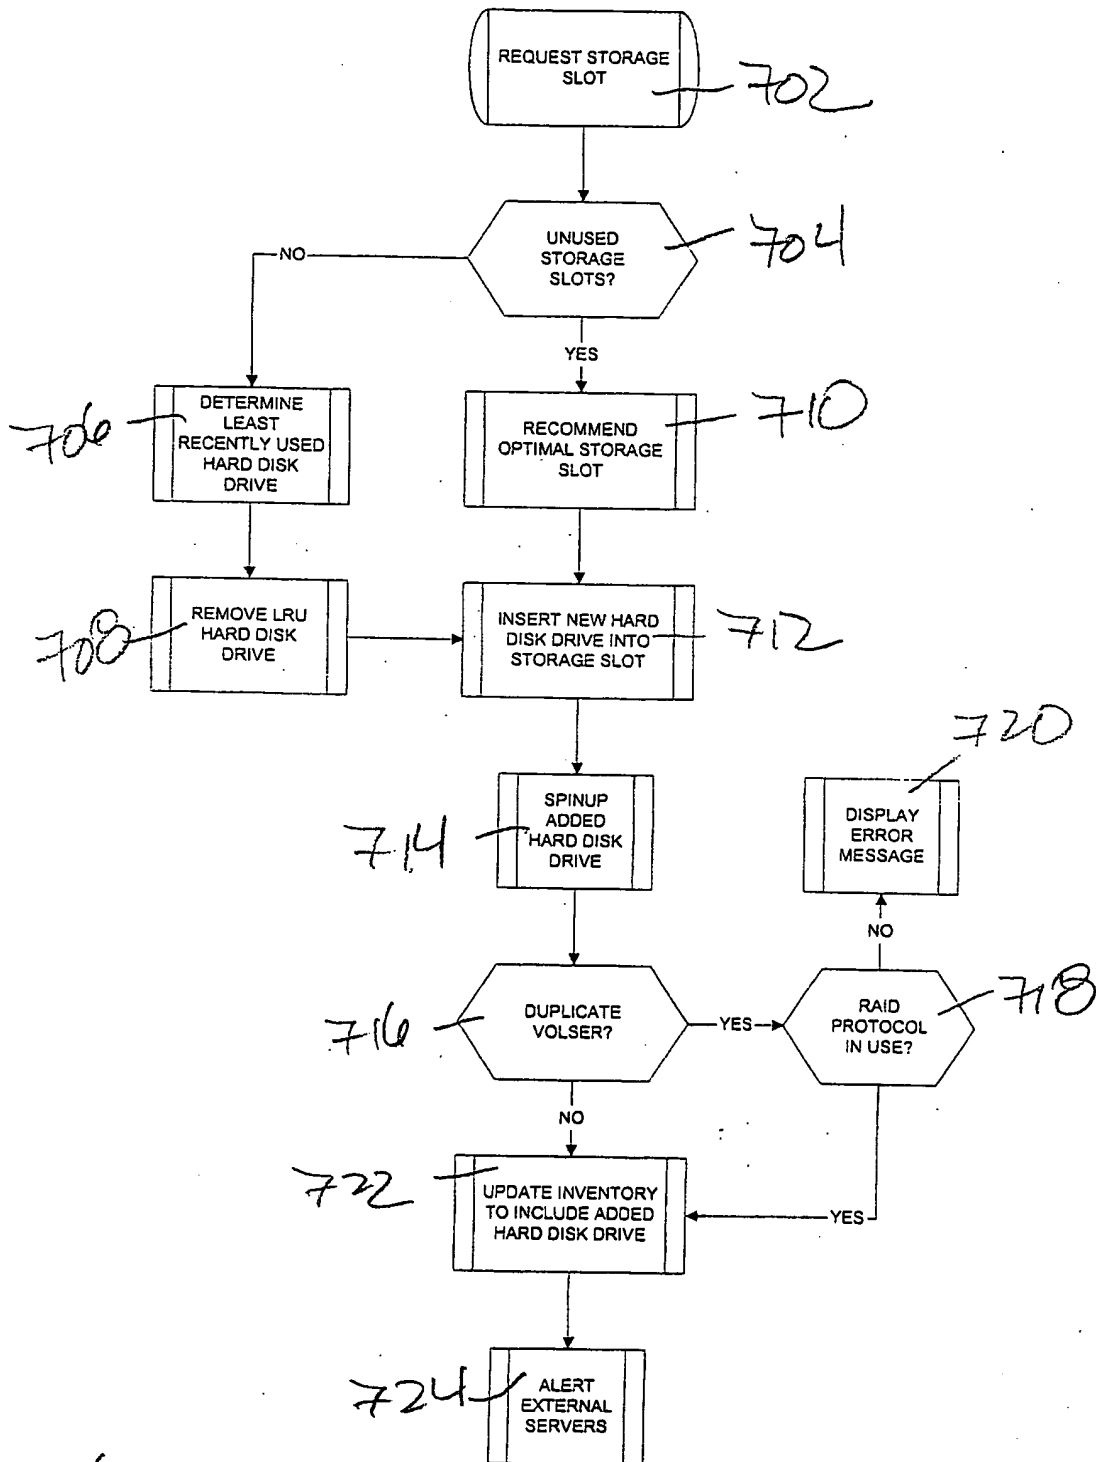 REQUEST STORAGE
SLOT
702
UNUSED
STORAGE
SLOTS?
704
NO
YES
DETERMINE
LEAST
RECENTLY USED
HARD DISK
DRIVE
706
RECOMMEND
OPTIMAL STORAGE
SLOT
710
REMOVE LRU
HARD DISK
DRIVE
708
INSERT NEW HARD
DISK DRIVE INTO
STORAGE SLOT
712
720
SPINUP
ADDED
HARD DISK
DRIVE
714
DISPLAY
ERROR
MESSAGE
NO
DUPLICATE
VOLSER?
716
YES
RAID
PROTOCOL
IN USE?
718
NO
722
UPDATE INVENTORY
TO INCLUDE ADDED
HARD DISK DRIVE
YES
724
ALERT
EXTERNAL
SERVERS